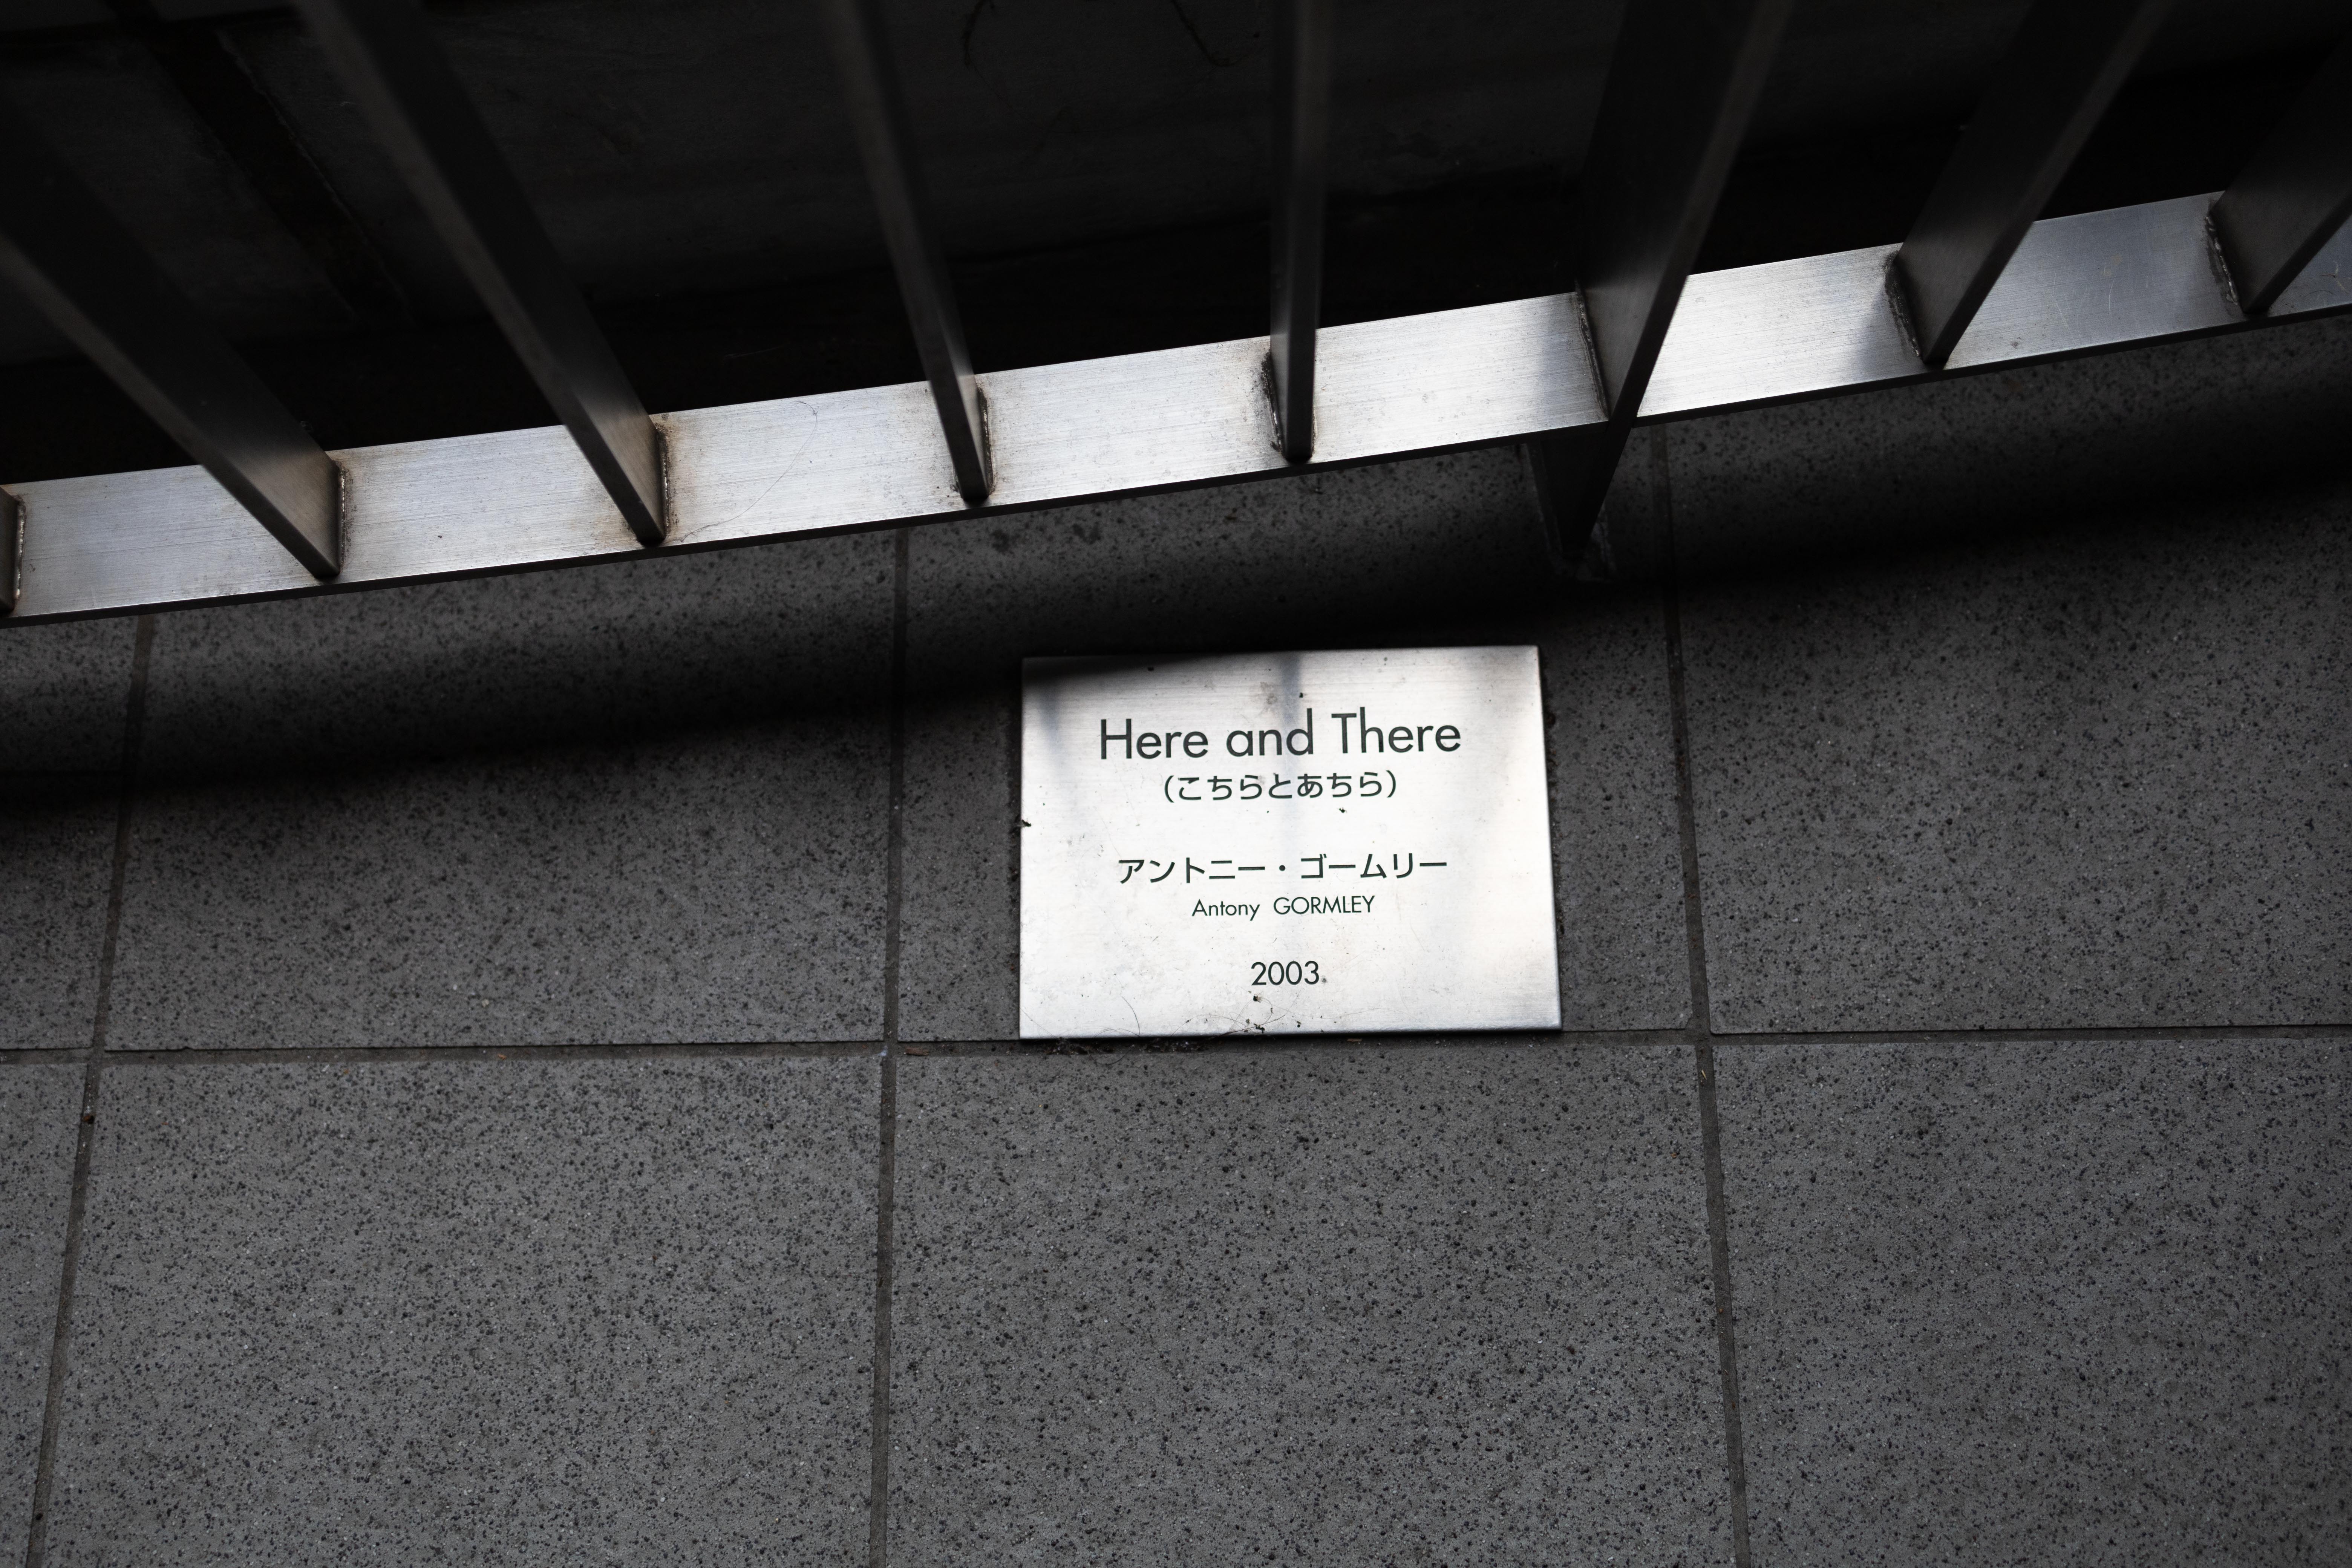 Here and There
（こちらとあちら）
アントニー・ゴームリー
Antony GORMLEY
2003